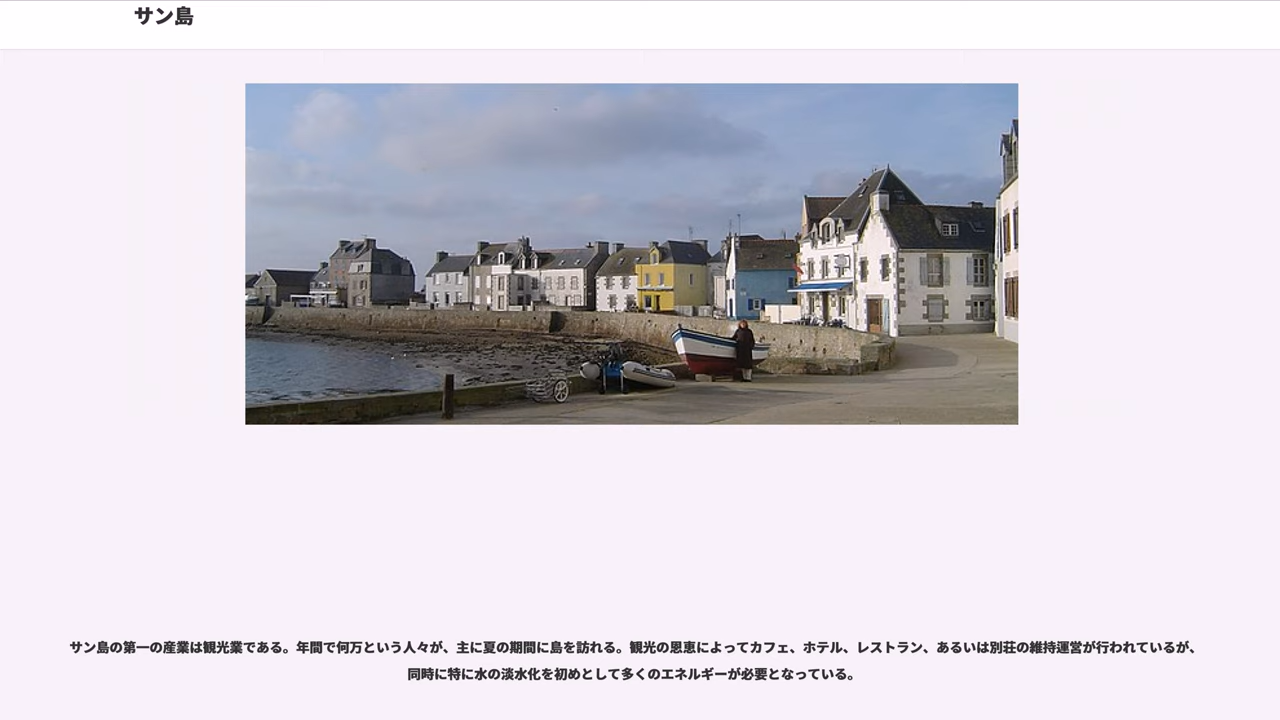 サン島
サン島の第一の産業は観光業である。年間で何万という人々が、主に夏の期間に島を訪れる。観光の恩恵によってカフェ、ホテル、レストラン、あるいは別荘の維持運営が行われているが、
同時に特に水の淡水化を初めとして多くのエネルギーが必要となっている。